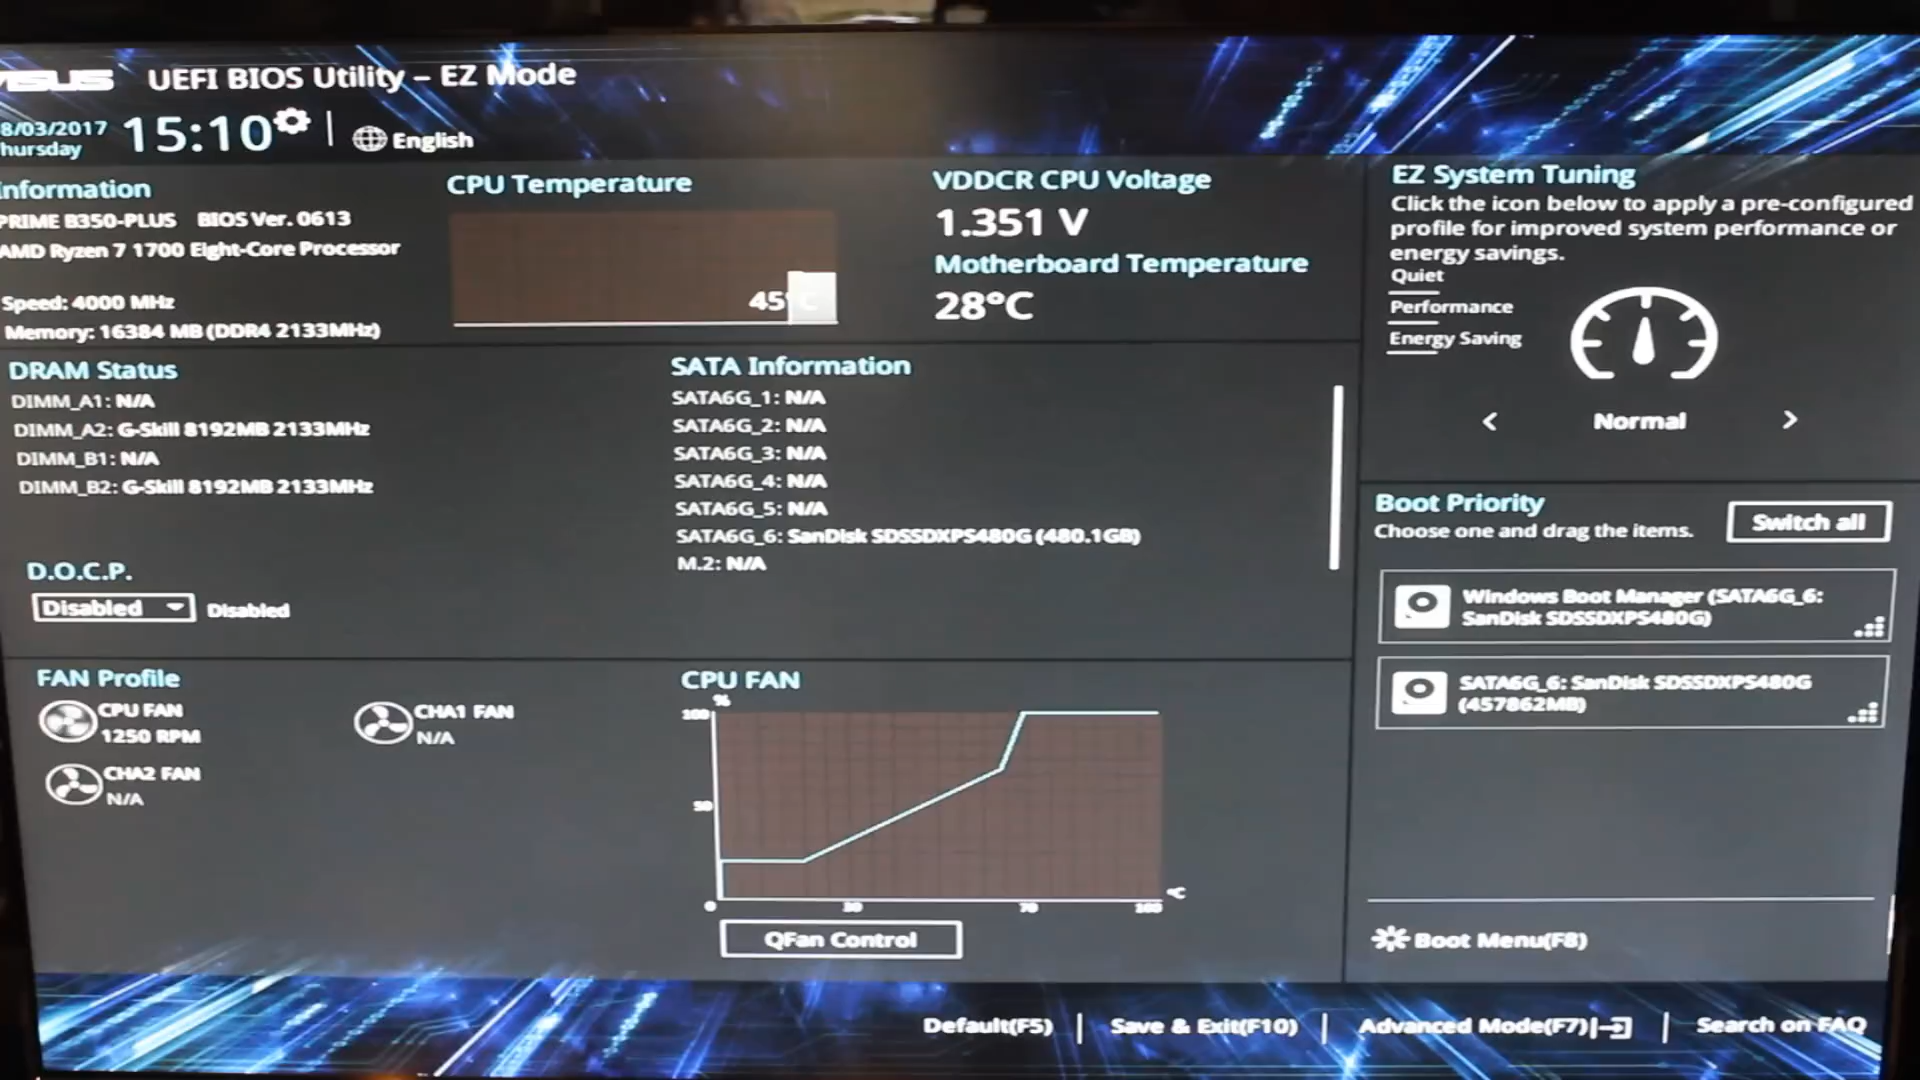 ASUS UEFI BIOS Utility – EZ Mode
8/03/2017
hursday
15:10
English
Information
PRIME B350-PLUS BIOS Ver. 0613
AMD Ryzen 7 1700 Eight-Core Processor
Speed: 4000 MHz
Memory: 16384 MB (DDR4 2133MHz)
CPU Temperature
45°C
VDDCR CPU Voltage
1.351 V
Motherboard Temperature
28°C
EZ System Tuning
Click the icon below to apply a pre-configured
profile for improved system performance or
energy savings.
Quiet
Performance
Energy Saving
Normal
DRAM Status
DIMM_A1: N/A
DIMM_A2: G-Skill 8192MB 2133MHz
DIMM_B1: N/A
DIMM_B2: G-Skill 8192MB 2133MHz
SATA Information
SATA6G_1: N/A
SATA6G_2: N/A
SATA6G_3: N/A
SATA6G_4: N/A
SATA6G_5: N/A
SATA6G_6: SanDisk SDSSDXPS480G (480.1GB)
M.2: N/A
D.O.C.P.
Disabled Disabled
Boot Priority
Choose one and drag the items.
Switch all
Windows Boot Manager (SATA6G_6:
SanDisk SDSSDXPS480G)
SATA6G_6: SanDisk SDSSDXPS480G
(457862MB)
FAN Profile
CPU FAN
1250 RPM
CHA1 FAN
N/A
CHA2 FAN
N/A
CPU FAN
%
100
50
0 30 70 100
°C
QFan Control
Boot Menu(F8)
Default(F5) | Save & Exit(F10) | Advanced Mode(F7) | Search on FAQ